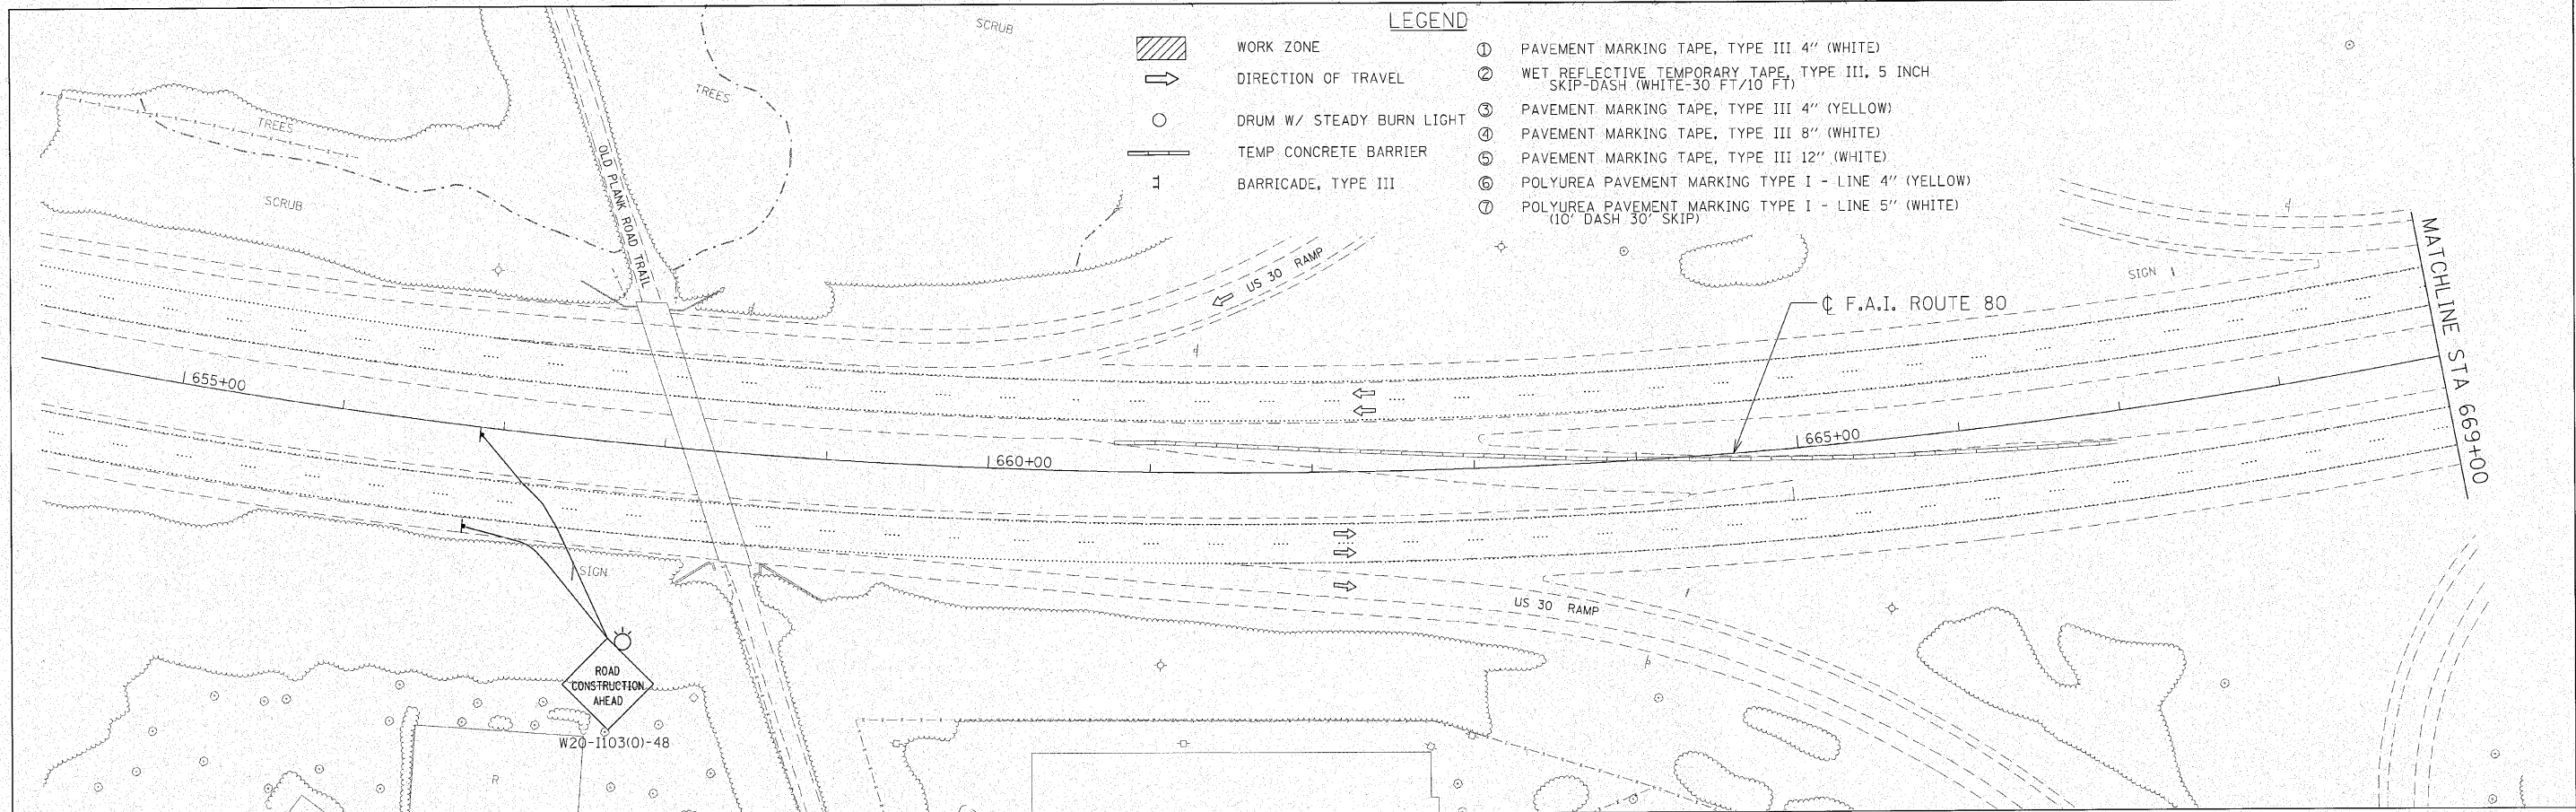 LEGEND
WORK ZONE
DIRECTION OF TRAVEL
DRUM W/ STEADY BURN LIGHT
TEMP CONCRETE BARRIER
BARRICADE, TYPE III
① PAVEMENT MARKING TAPE, TYPE III 4" (WHITE)
② WET REFLECTIVE TEMPORARY TAPE, TYPE III, 5 INCH
SKIP-DASH (WHITE-30 FT/10 FT)
③ PAVEMENT MARKING TAPE, TYPE III 4" (YELLOW)
④ PAVEMENT MARKING TAPE, TYPE III 8" (WHITE)
⑤ PAVEMENT MARKING TAPE, TYPE III 12" (WHITE)
⑥ POLYUREA PAVEMENT MARKING TYPE I - LINE 4" (YELLOW)
⑦ POLYUREA PAVEMENT MARKING TYPE I - LINE 5" (WHITE)
(10' DASH 30' SKIP)
SCRUB
TREES
TREES
SCRUB
OLD PLANK ROAD TRAIL
US 30 RAMP
SIGN
℄ F.A.I. ROUTE 80
MATCHLINE STA 669+00
655+00
660+00
665+00
SIGN
US 30 RAMP
ROAD
CONSTRUCTION
AHEAD
W20-I103(O)-48
R